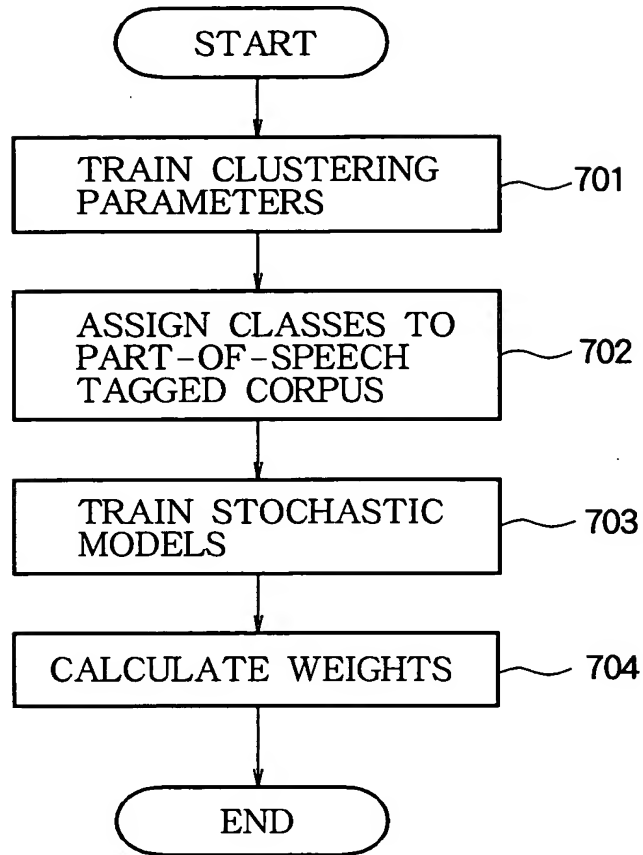 START
TRAIN CLUSTERING
PARAMETERS
701
ASSIGN CLASSES TO
PART-OF-SPEECH
TAGGED CORPUS
702
TRAIN STOCHASTIC
MODELS
703
CALCULATE WEIGHTS
704
END